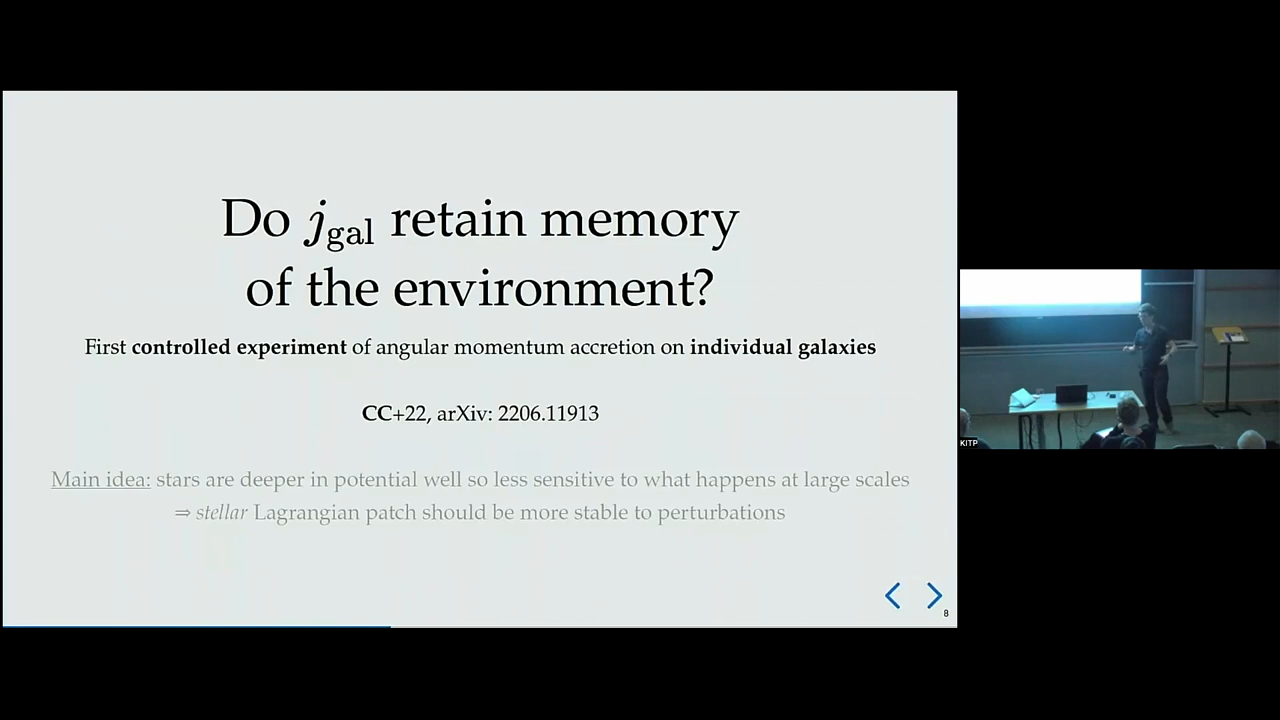 Do j_gal retain memory
of the environment?
First controlled experiment of angular momentum accretion on individual galaxies
CC+22, arXiv: 2206.11913
Main idea: stars are deeper in potential well so less sensitive to what happens at large scales
⇒ stellar Lagrangian patch should be more stable to perturbations
8
KITP